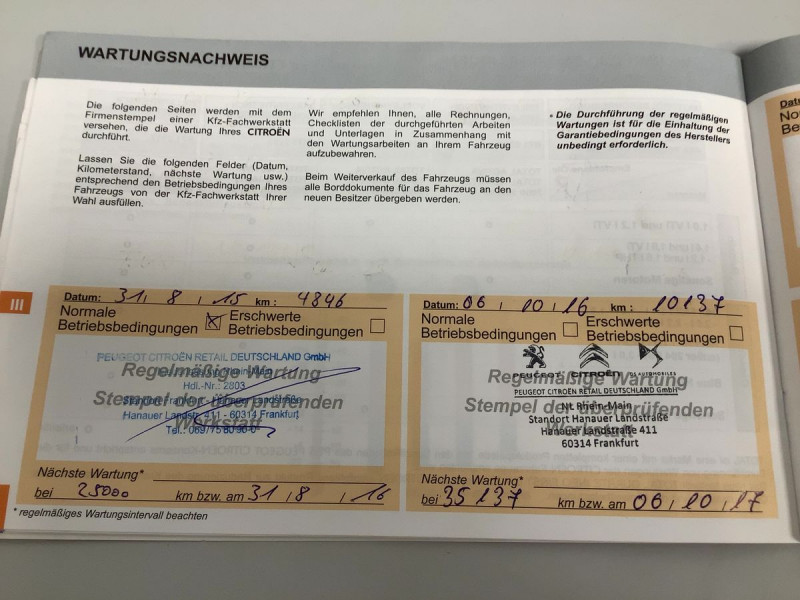 WARTUNGSNACHWEIS
Die folgenden Seiten werden mit dem
Firmenstempel einer Kfz-Fachwerkstatt
versehen, die die Wartung Ihres CITROËN
durchführt.
Lassen Sie die folgenden Felder (Datum,
Kilometerstand, nächste Wartung usw.)
entsprechend den Betriebsbedingungen Ihres
Fahrzeugs von der Kfz-Fachwerkstatt Ihrer
Wahl ausfüllen.
Wir empfehlen Ihnen, alle Rechnungen,
Checklisten der durchgeführten Arbeiten
und Unterlagen in Zusammenhang mit
den Wartungsarbeiten an Ihrem Fahrzeug
aufzubewahren.
Beim Weiterverkauf des Fahrzeugs müssen
alle Borddokumente für das Fahrzeug an den
neuen Besitzer übergeben werden.
Die Durchführung der regelmäßigen
Wartungen ist für die Einhaltung der
Garantiebedingungen des Herstellers
unbedingt erforderlich.
III
Datum: 31, 8, 15 km: 4846
Normale
Betriebsbedingungen
Erschwerte
Betriebsbedingungen
PEUGEOT CITROËN RETAIL DEUTSCHLAND GmbH
Regelmäßige Wartung
Hdl.-Nr.: 2803
Stempel der überprüfenden
Hanauer Landstr. 411 - 60314 Frankfurt
Werkstatt
Nächste Wartung*
bei 25000 km bzw. am 31, 8, 16
* regelmäßiges Wartungsintervall beachten
Datum: 06, 10, 16 km: 10137
Normale
Betriebsbedingungen
Erschwerte
Betriebsbedingungen
PEUGEOT CITROËN DS AUTOMOBILES
Regelmäßige Wartung
PEUGEOT CITROËN RETAIL DEUTSCHLAND GmbH
Stempel der überprüfenden
NL Rhein-Main
Standort Hanauer Landstraße
Werkstatt
Hanauer Landstraße 411
60314 Frankfurt
Nächste Wartung*
bei 35137 km bzw. am 06, 10, 17